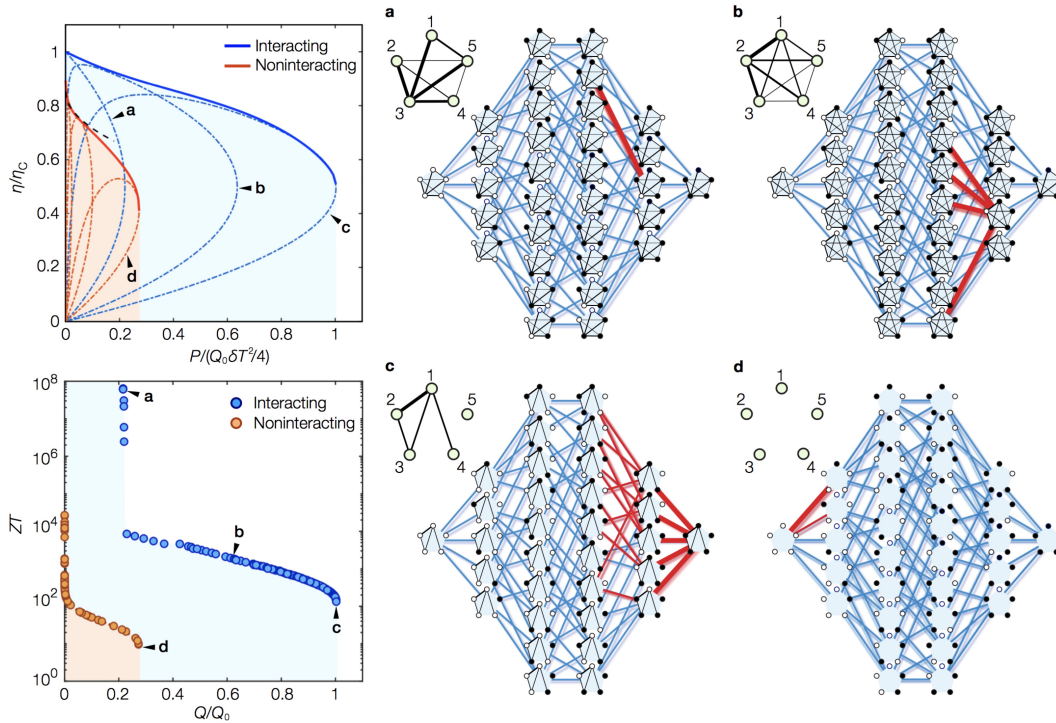 η/ηC
1
0.8
0.6
0.4
0.2
0
0 0.2 0.4 0.6 0.8 1
P/(Q₀δT²/4)
Interacting
Noninteracting
a
b
c
d
ZT
10⁸
10⁶
10⁴
10²
10⁰
0 0.2 0.4 0.6 0.8 1
Q/Q₀
Interacting
Noninteracting
a
b
c
d
a
1
2 5
3 4
b
1
2 5
3 4
c
1
2 5
3 4
d
1
2 5
3 4